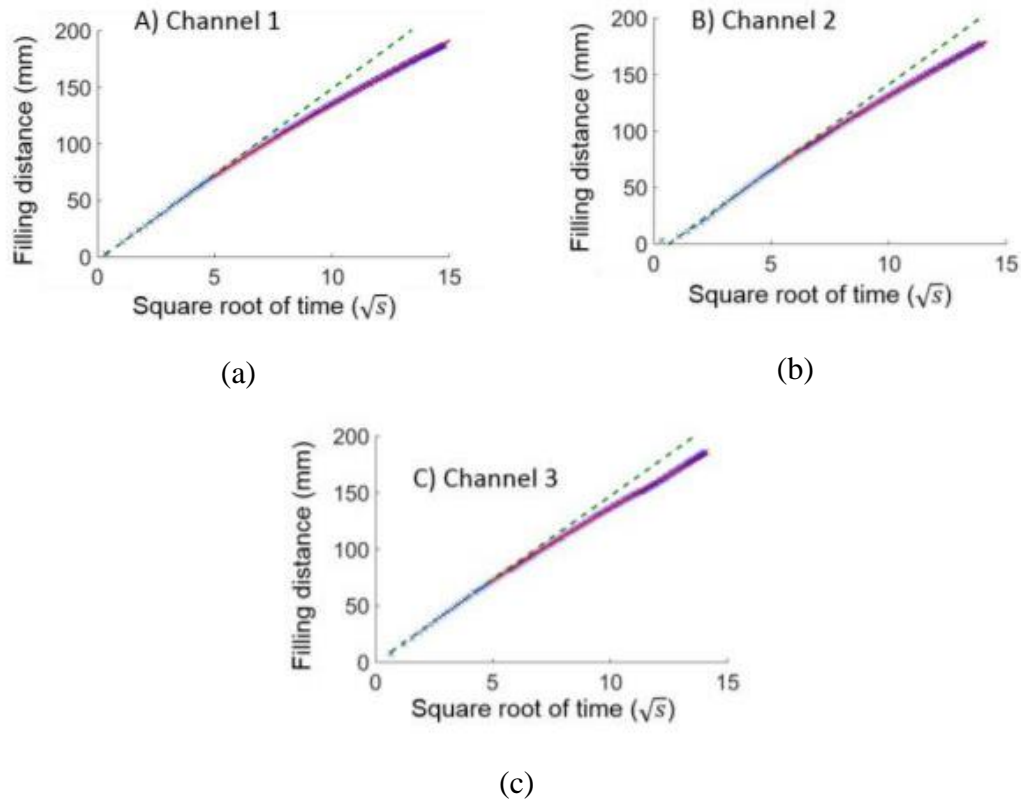 A) Channel 1
Filling distance (mm)
200
150
100
50
0
0 5 10 15
Square root of time (√s)
(a)
B) Channel 2
Filling distance (mm)
200
150
100
50
0
0 5 10 15
Square root of time (√s)
(b)
C) Channel 3
Filling distance (mm)
200
150
100
50
0
0 5 10 15
Square root of time (√s)
(c)